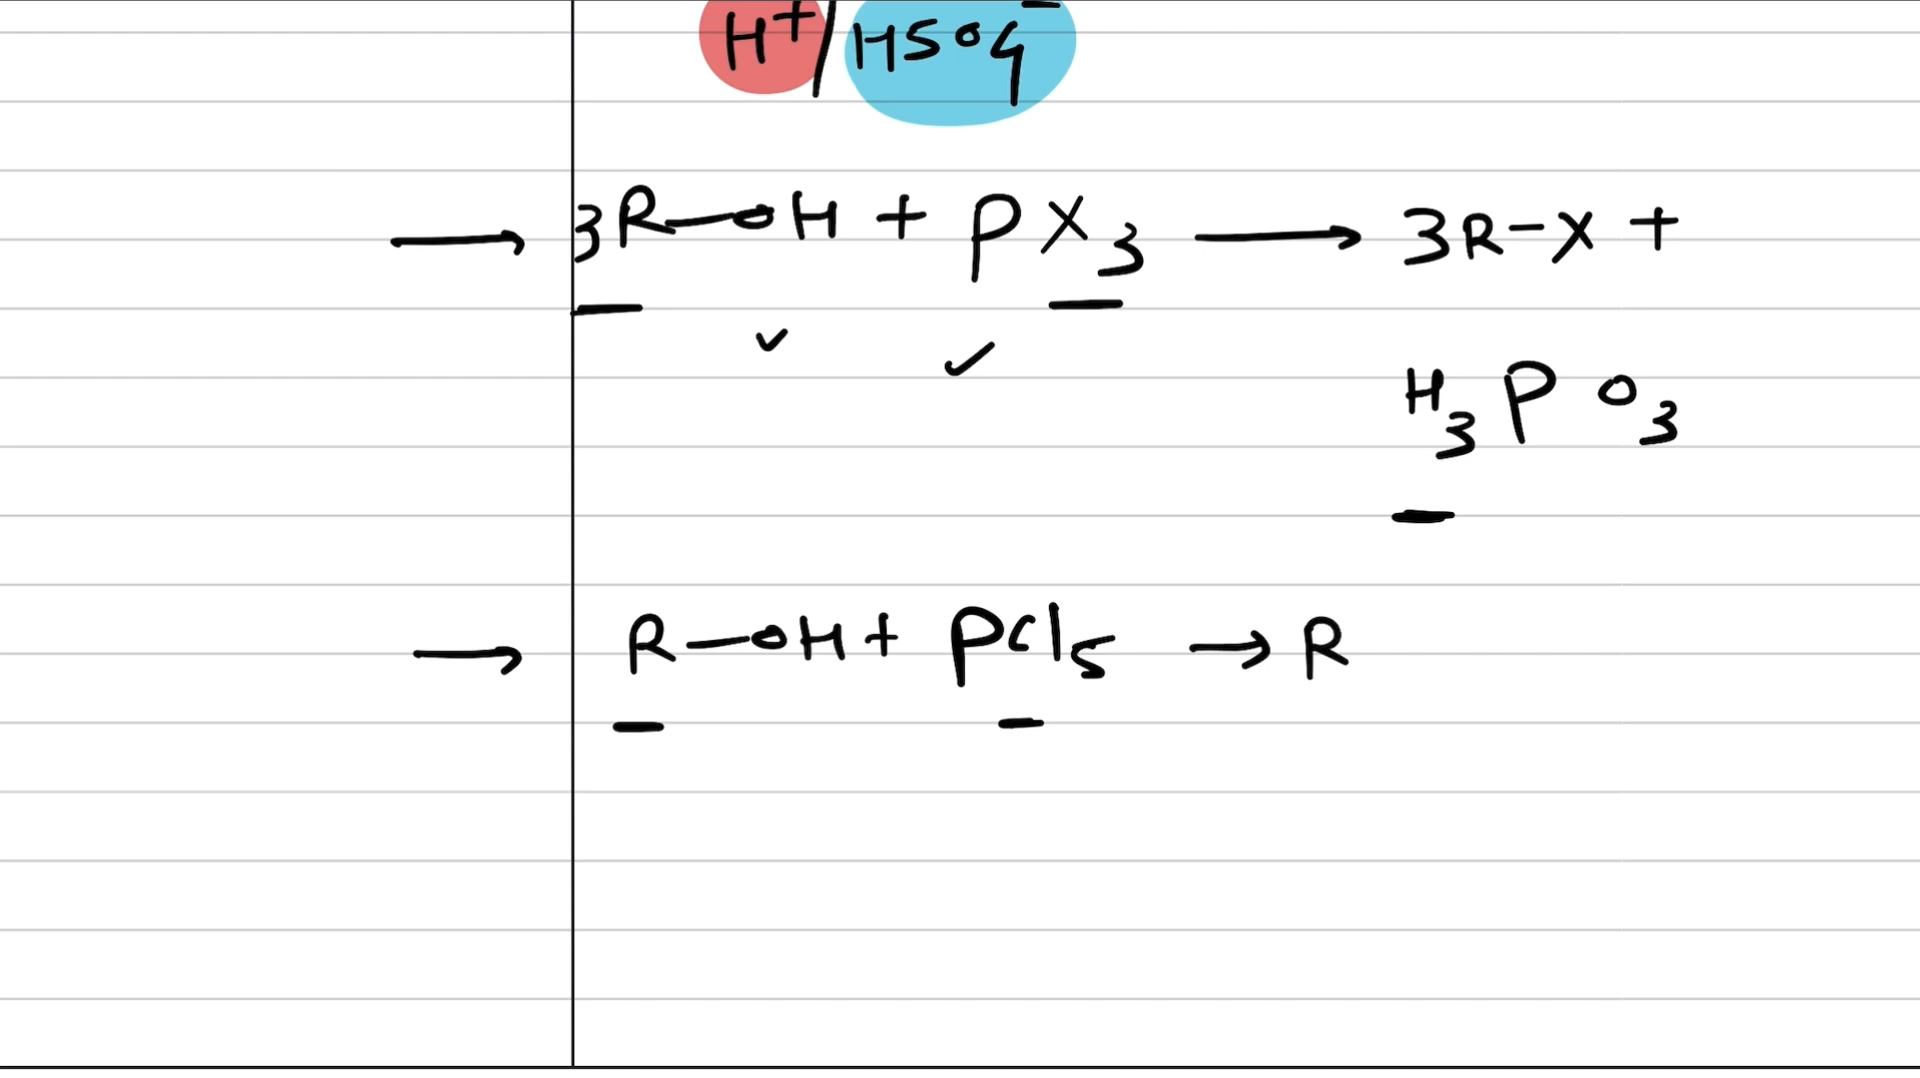 H⁺/HSO₄⁻
→ 3R—OH + PX₃ → 3R-X +
H₃PO₃
→ R—OH + PCl₅ → R